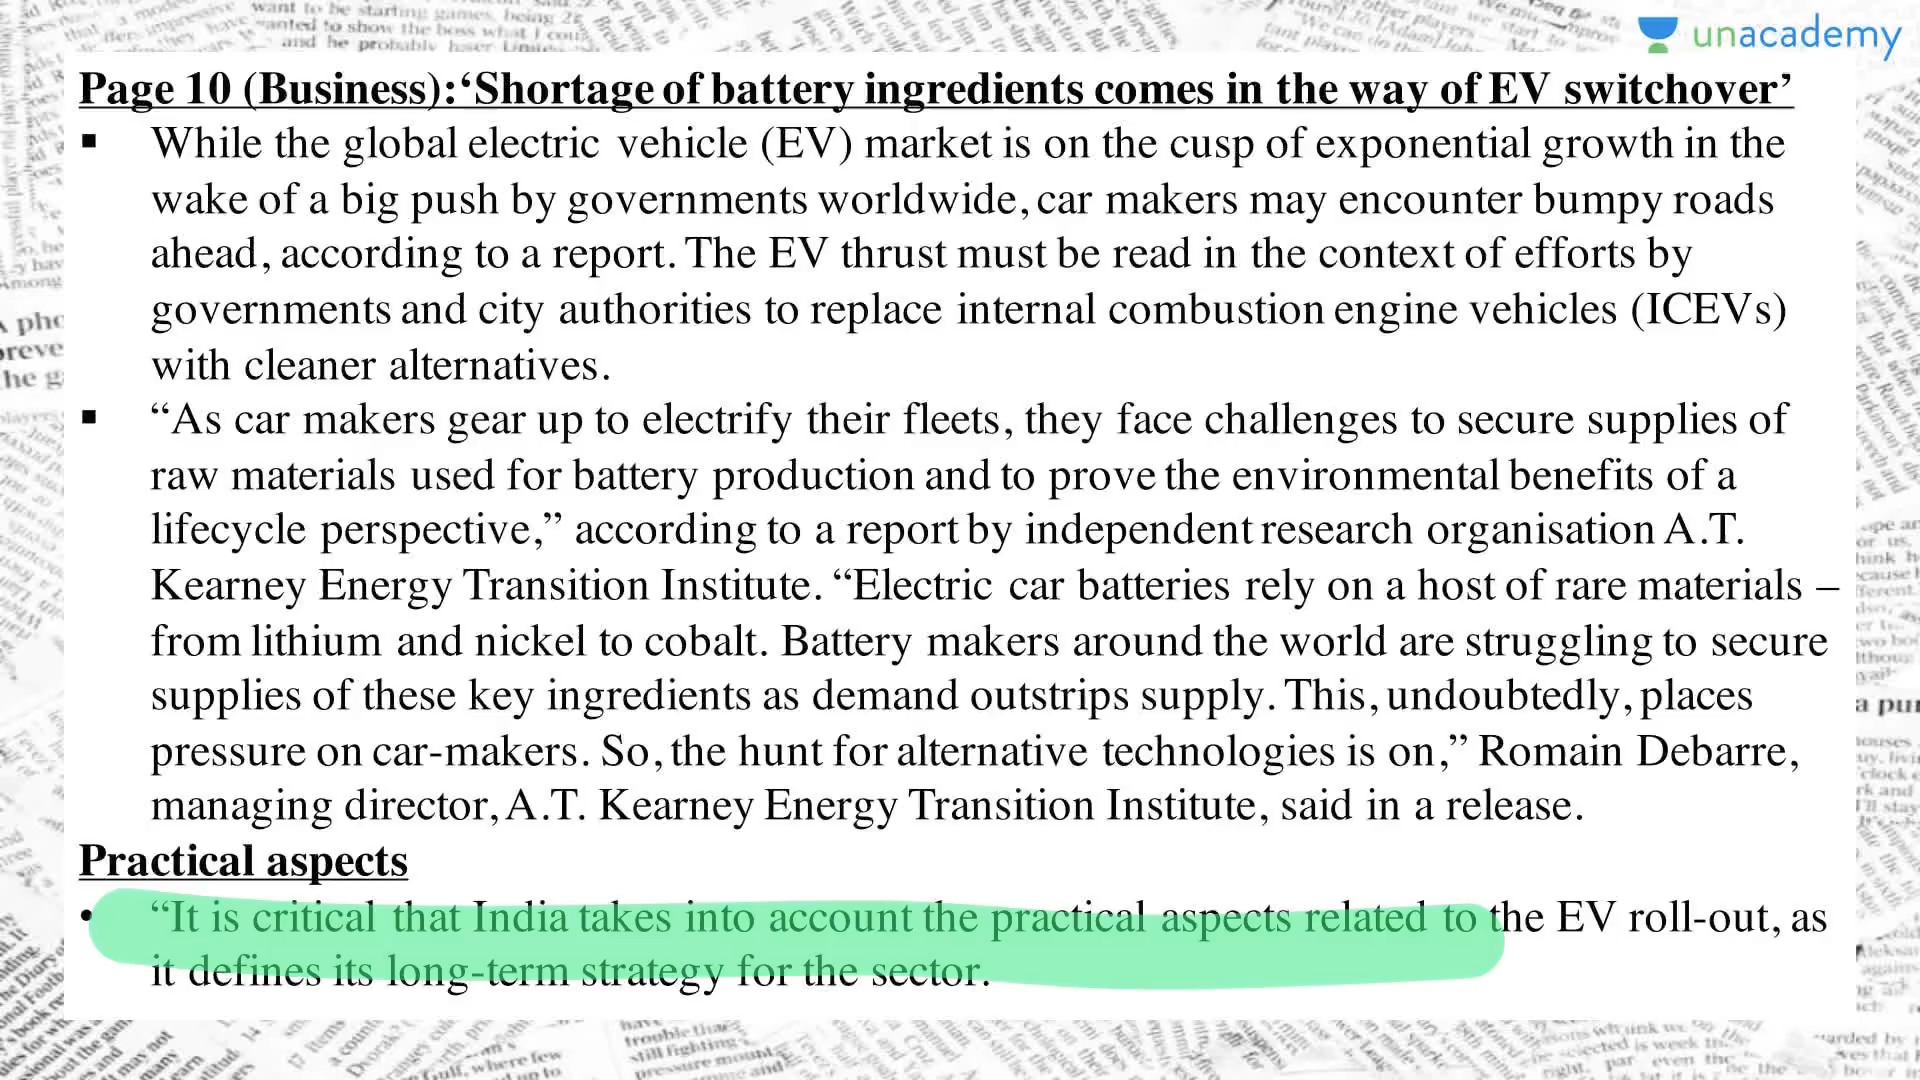 unacademy
Page 10 (Business):‘Shortage of battery ingredients comes in the way of EV switchover’
▪ While the global electric vehicle (EV) market is on the cusp of exponential growth in the
wake of a big push by governments worldwide, car makers may encounter bumpy roads
ahead, according to a report. The EV thrust must be read in the context of efforts by
governments and city authorities to replace internal combustion engine vehicles (ICEVs)
with cleaner alternatives.
▪ “As car makers gear up to electrify their fleets, they face challenges to secure supplies of
raw materials used for battery production and to prove the environmental benefits of a
lifecycle perspective,” according to a report by independent research organisation A.T.
Kearney Energy Transition Institute. “Electric car batteries rely on a host of rare materials –
from lithium and nickel to cobalt. Battery makers around the world are struggling to secure
supplies of these key ingredients as demand outstrips supply. This, undoubtedly, places
pressure on car-makers. So, the hunt for alternative technologies is on,” Romain Debarre,
managing director, A.T. Kearney Energy Transition Institute, said in a release.
Practical aspects
• “It is critical that India takes into account the practical aspects related to the EV roll-out, as
it defines its long-term strategy for the sector.